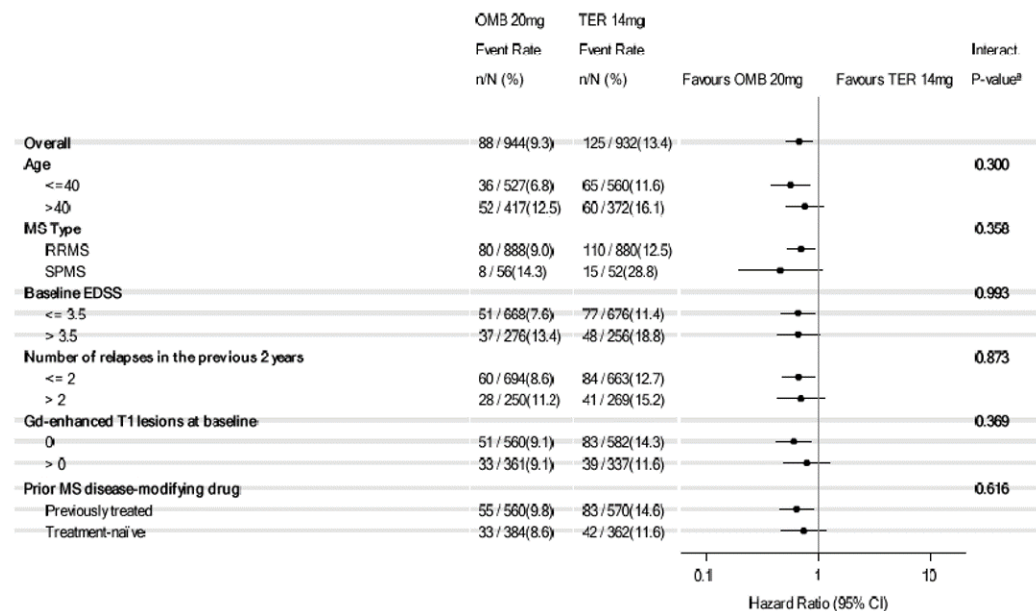 OMB 20mg TER 14mg
Event Rate Event Rate Interact.
n/N (%) n/N (%) Favours OMB 20mg Favours TER 14mg P-valueª
Overall 88 / 944(9.3) 125 / 932(13.4)
Age 0.300
<=40 36 / 527(6.8) 65 / 560(11.6)
>40 52 / 417(12.5) 60 / 372(16.1)
MS Type 0.358
RRMS 80 / 888(9.0) 110 / 880(12.5)
SPMS 8 / 56(14.3) 15 / 52(28.8)
Baseline EDSS 0.993
<= 3.5 51 / 668(7.6) 77 / 676(11.4)
> 3.5 37 / 276(13.4) 48 / 256(18.8)
Number of relapses in the previous 2 years 0.873
<= 2 60 / 694(8.6) 84 / 663(12.7)
> 2 28 / 250(11.2) 41 / 269(15.2)
Gd-enhanced T1 lesions at baseline 0.369
0 51 / 560(9.1) 83 / 582(14.3)
> 0 33 / 361(9.1) 39 / 337(11.6)
Prior MS disease-modifying drug 0.616
Previously treated 55 / 560(9.8) 83 / 570(14.6)
Treatment-naïve 33 / 384(8.6) 42 / 362(11.6)
0.1 1 10
Hazard Ratio (95% CI)